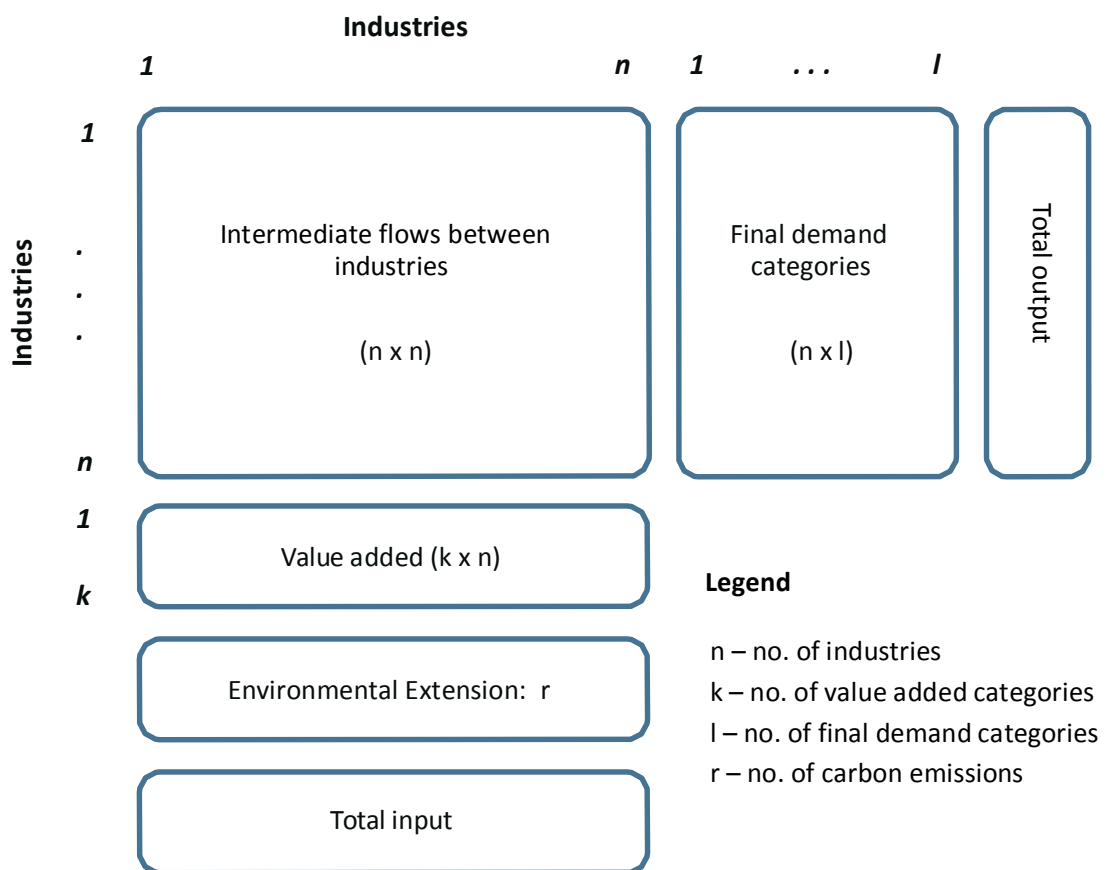 Industries
1 n 1 . . . l
1
Industries
.
.
.
n
Intermediate flows between
industries
(n x n)
Final demand
categories
(n x l)
Total output
1
k
Value added (k x n)
Environmental Extension:  r
Total input
Legend
n – no. of industries
k – no. of value added categories
l – no. of final demand categories
r – no. of carbon emissions